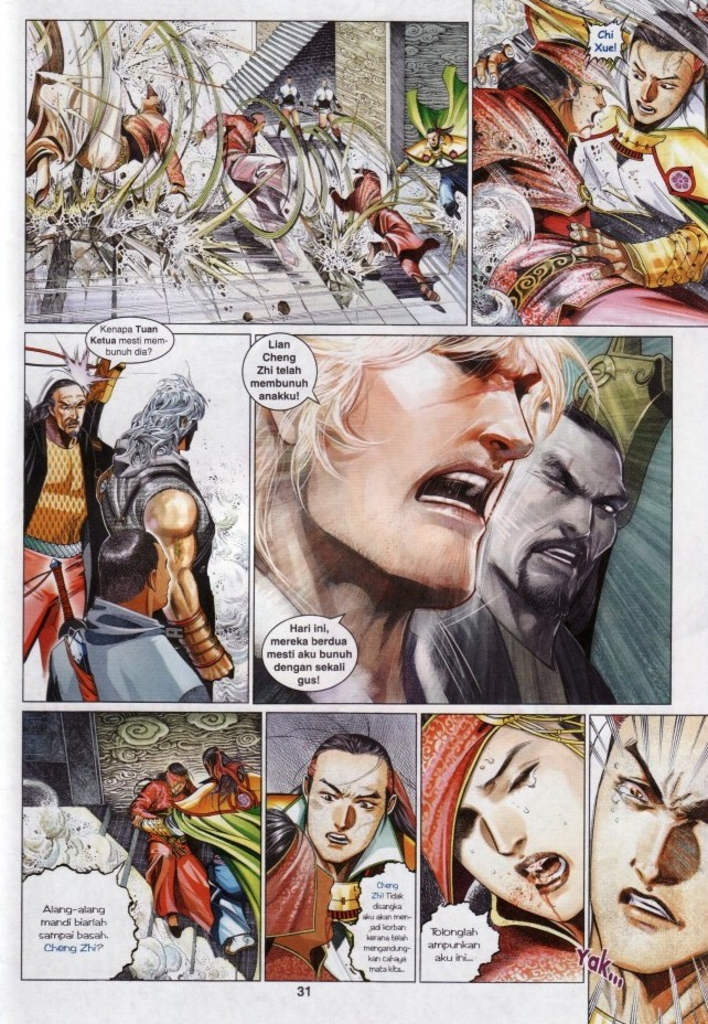 Chi
Xue!
Kenapa Tuan
Ketua mesti mem-
bunuh dia?
Lian
Cheng
Zhi telah
membunuh
anakku!
Hari ini,
mereka berdua
mesti aku bunuh
dengan sekali
gus!
Alang-alang
mandi biarlah
sampai basah.
Cheng Zhi?
Cheng
Zhi! Tidak
disangka
aku akan men-
jadi korban
kerana telah
mengandung-
kan cahaya
mata kita...
Tolonglah
ampunkan
aku ini...
Yak...
31